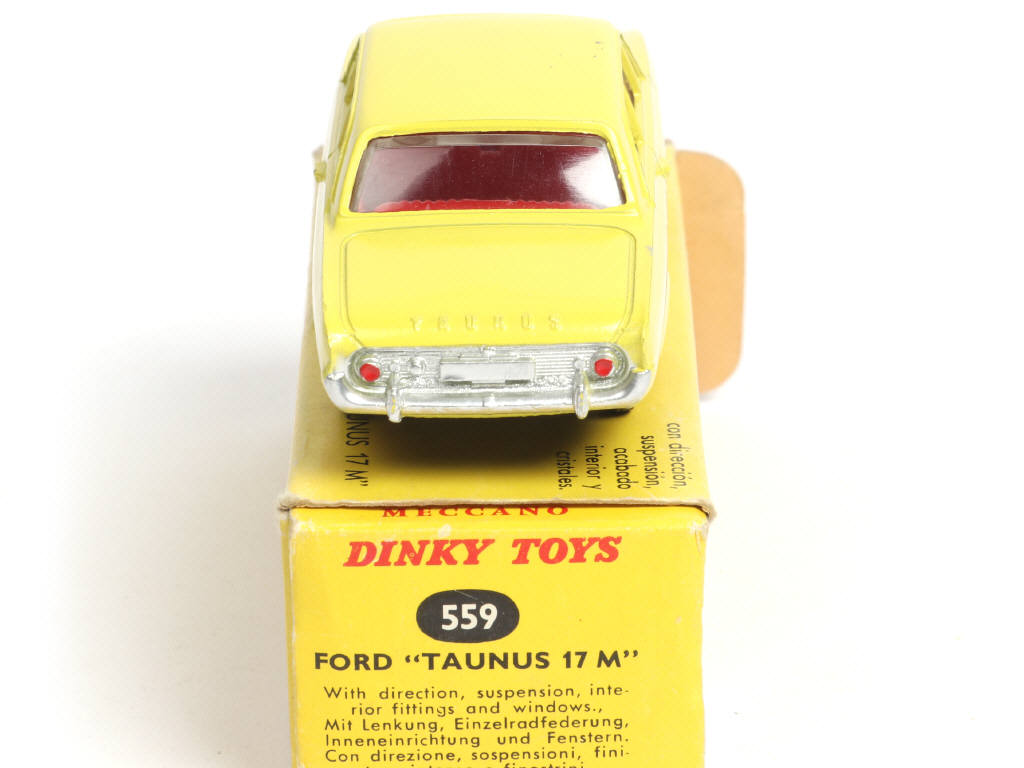 TAUNUS
UNUS 17 M"
con dirección,
suspensión,
acabado
interior y
cristales.
MECCANO
DINKY TOYS
559
FORD "TAUNUS 17 M"
With direction, suspension, inte-
rior fittings and windows.,
Mit Lenkung, Einzelradfederung,
Inneneinrichtung und Fenstern.
Con direzione, sospensioni, fini-